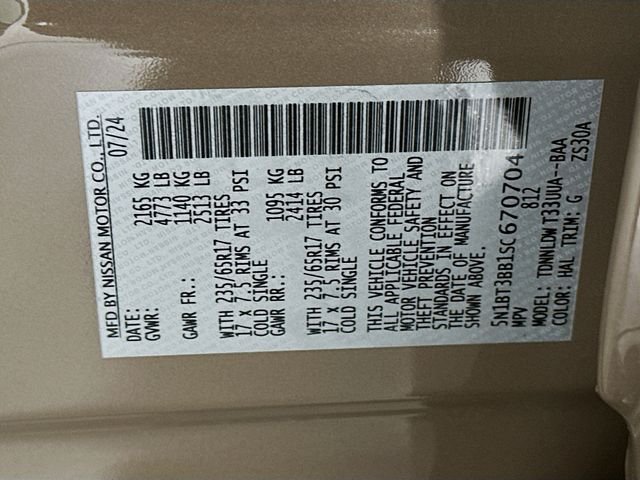 MFD BY NISSAN MOTOR CO., LTD.
DATE: 07/24
GVWR: 2165 KG
4773 LB
GAWR FR.: 1140 KG
2513 LB
WITH 235/65R17 TIRES
17 x 7.5 RIMS AT 33 PSI
COLD SINGLE
GAWR RR.: 1095 KG
2414 LB
WITH 235/65R17 TIRES
17 x 7.5 RIMS AT 30 PSI
COLD SINGLE
THIS VEHICLE CONFORMS TO
ALL APPLICABLE FEDERAL
MOTOR VEHICLE SAFETY AND
THEFT PREVENTION
STANDARDS IN EFFECT ON
THE DATE OF MANUFACTURE
SHOWN ABOVE.
5N1BT3BB1SC670704
MPV 812
MODEL: TDWNLDW T33UUA--BAA
COLOR: HAL TRIM: G ZS30A